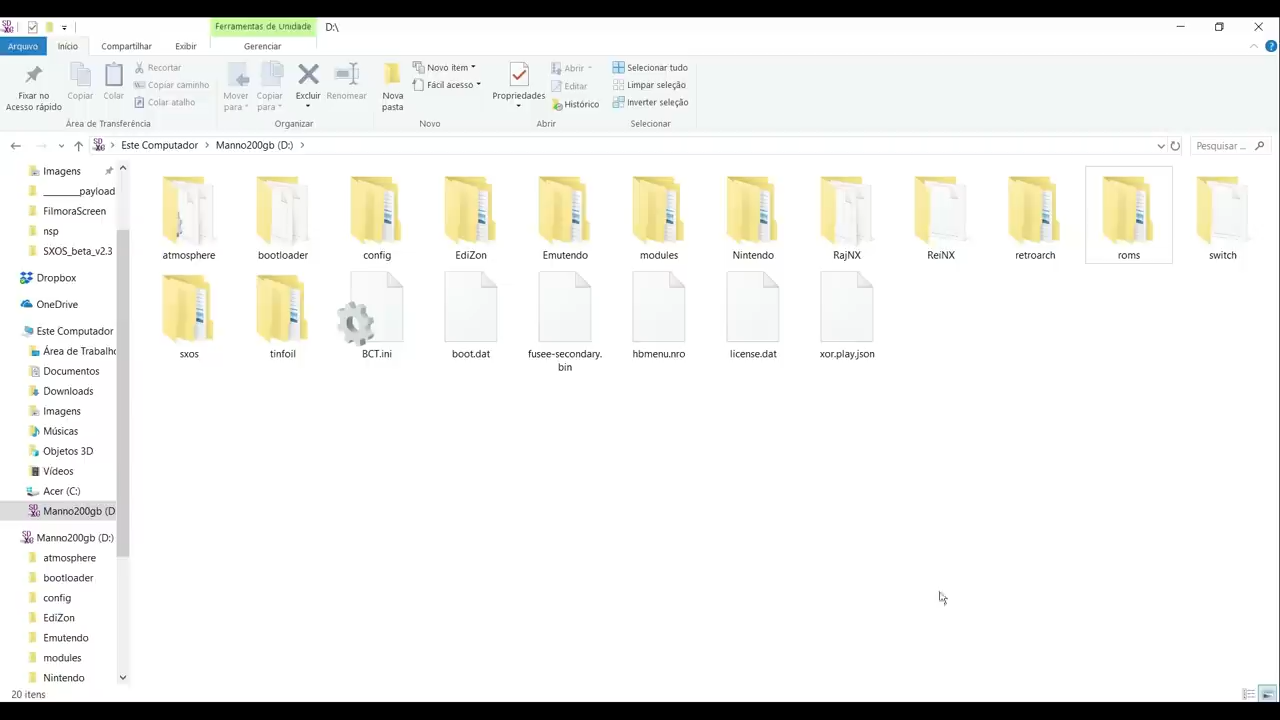 Ferramentas de Unidade
D:\
Arquivo
Início
Compartilhar
Exibir
Gerenciar
Fixar no
Acesso rápido
Copiar
Colar
Recortar
Copiar caminho
Colar atalho
Área de Transferência
Mover
para
Copiar
para
Excluir
Renomear
Organizar
Nova
pasta
Novo item
Fácil acesso
Novo
Propriedades
Abrir
Editar
Histórico
Abrir
Selecionar tudo
Limpar seleção
Inverter seleção
Selecionar
Este Computador
Manno200gb (D:)
Pesquisar ...
Imagens
________payload
FilmoraScreen
nsp
SXOS_beta_v2.3
Dropbox
OneDrive
Este Computador
Área de Trabalho
Documentos
Downloads
Imagens
Músicas
Objetos 3D
Vídeos
Acer (C:)
Manno200gb (D
Manno200gb (D:)
atmosphere
bootloader
config
EdiZon
Emutendo
modules
Nintendo
atmosphere
bootloader
config
EdiZon
Emutendo
modules
Nintendo
RajNX
ReiNX
retroarch
roms
switch
sxos
tinfoil
BCT.ini
boot.dat
fusee-secondary.
bin
hbmenu.nro
license.dat
xor.play.json
20 itens